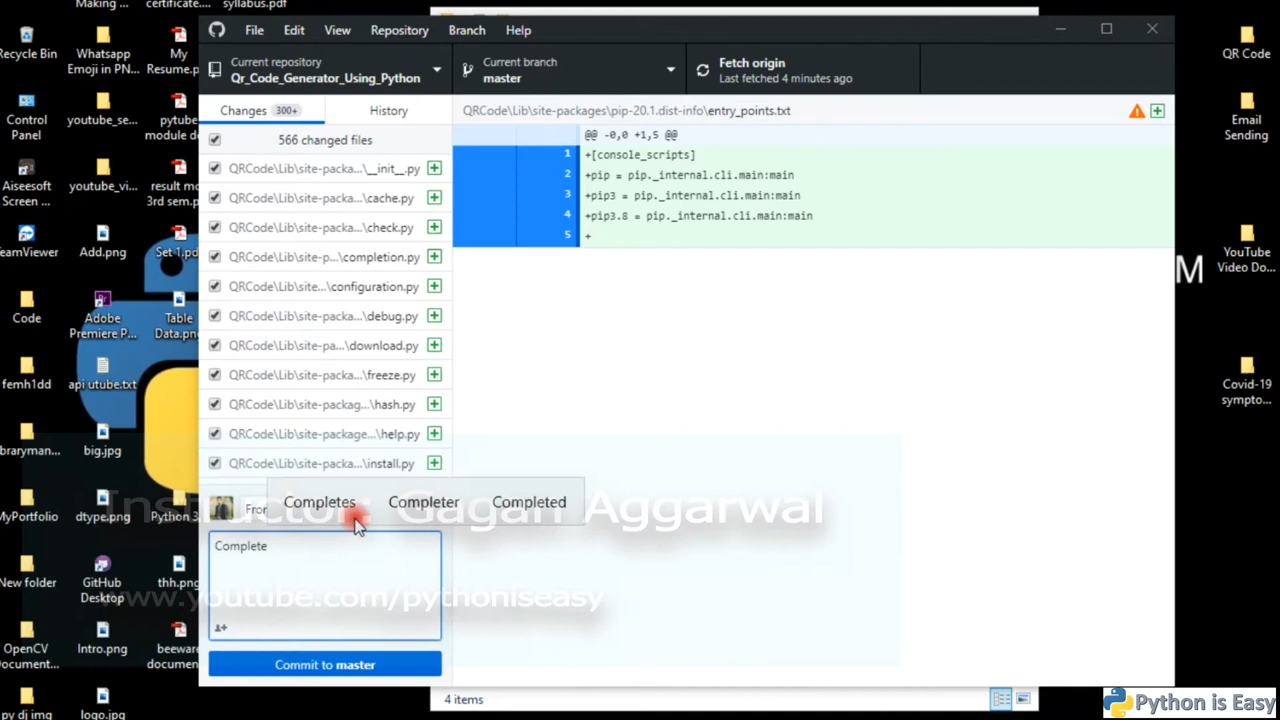 Making ...
certificate....
syllabus.pdf
Recycle Bin
Whatsapp
Emoji in PN...
My
Resume.p...
Control
Panel
youtube_se...
pytube
module d
Aiseesoft
Screen ...
youtube_vi...
result mo
3rd sem.p
TeamViewer
Add.png
Set 1.pd
Code
Adobe
Premiere P...
Table
Data.pn
femh1dd
api utube.txt
braryman...
big.jpg
MyPortfolio
dtype.png
Python 3
New folder
GitHub
Desktop
thh.pn
OpenCV
Document...
Intro.png
beeware
documen
py dj img
logo.jpg
File Edit View Repository Branch Help
Current repository
Qr_Code_Generator_Using_Python
Current branch
master
Fetch origin
Last fetched 4 minutes ago
Changes 300+
History
QRCode\Lib\site-packages\pip-20.1.dist-info\entry_points.txt
566 changed files
QRCode\Lib\site-packa...\__init__.py
QRCode\Lib\site-packa...\cache.py
QRCode\Lib\site-packa...\check.py
QRCode\Lib\site-p...\completion.py
QRCode\Lib\site...\configuration.py
QRCode\Lib\site-packa...\debug.py
QRCode\Lib\site-pa...\download.py
QRCode\Lib\site-packa...\freeze.py
QRCode\Lib\site-packag...\hash.py
QRCode\Lib\site-package...\help.py
QRCode\Lib\site-packa...\install.py
@@ -0,0 +1,5 @@
1 +[console_scripts]
2 +pip = pip._internal.cli.main:main
3 +pip3 = pip._internal.cli.main:main
4 +pip3.8 = pip._internal.cli.main:main
5 +
Completes Completer Completed
Fror
Instructor: Gagan Aggarwal
Complete
www.youtube.com/pythoniseasy
Commit to master
4 items
M
QR Code
Email
Sending
YouTube
Video Do...
Covid-19
sympto...
Python is Easy